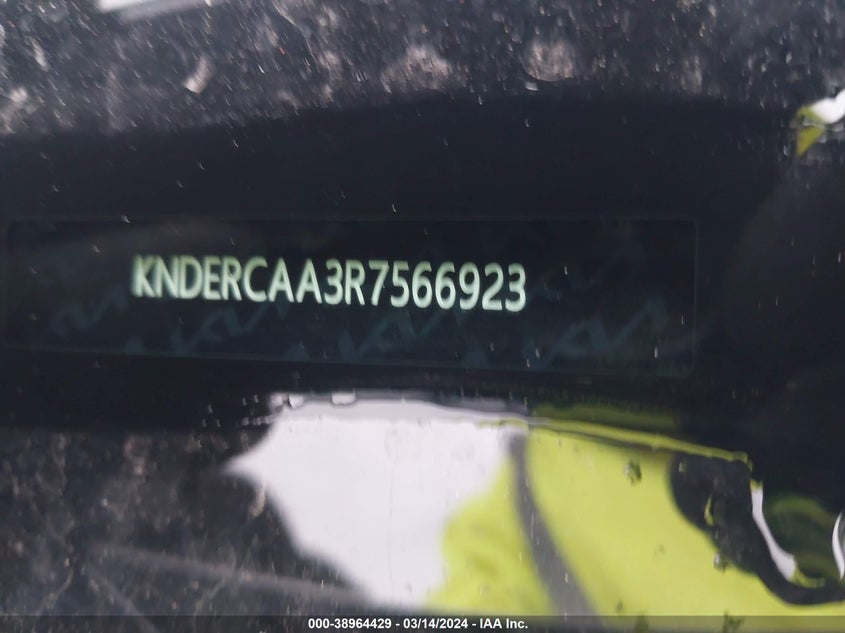 KNDERCAA3R7566923
000-38964429 - 03/14/2024 - IAA Inc.